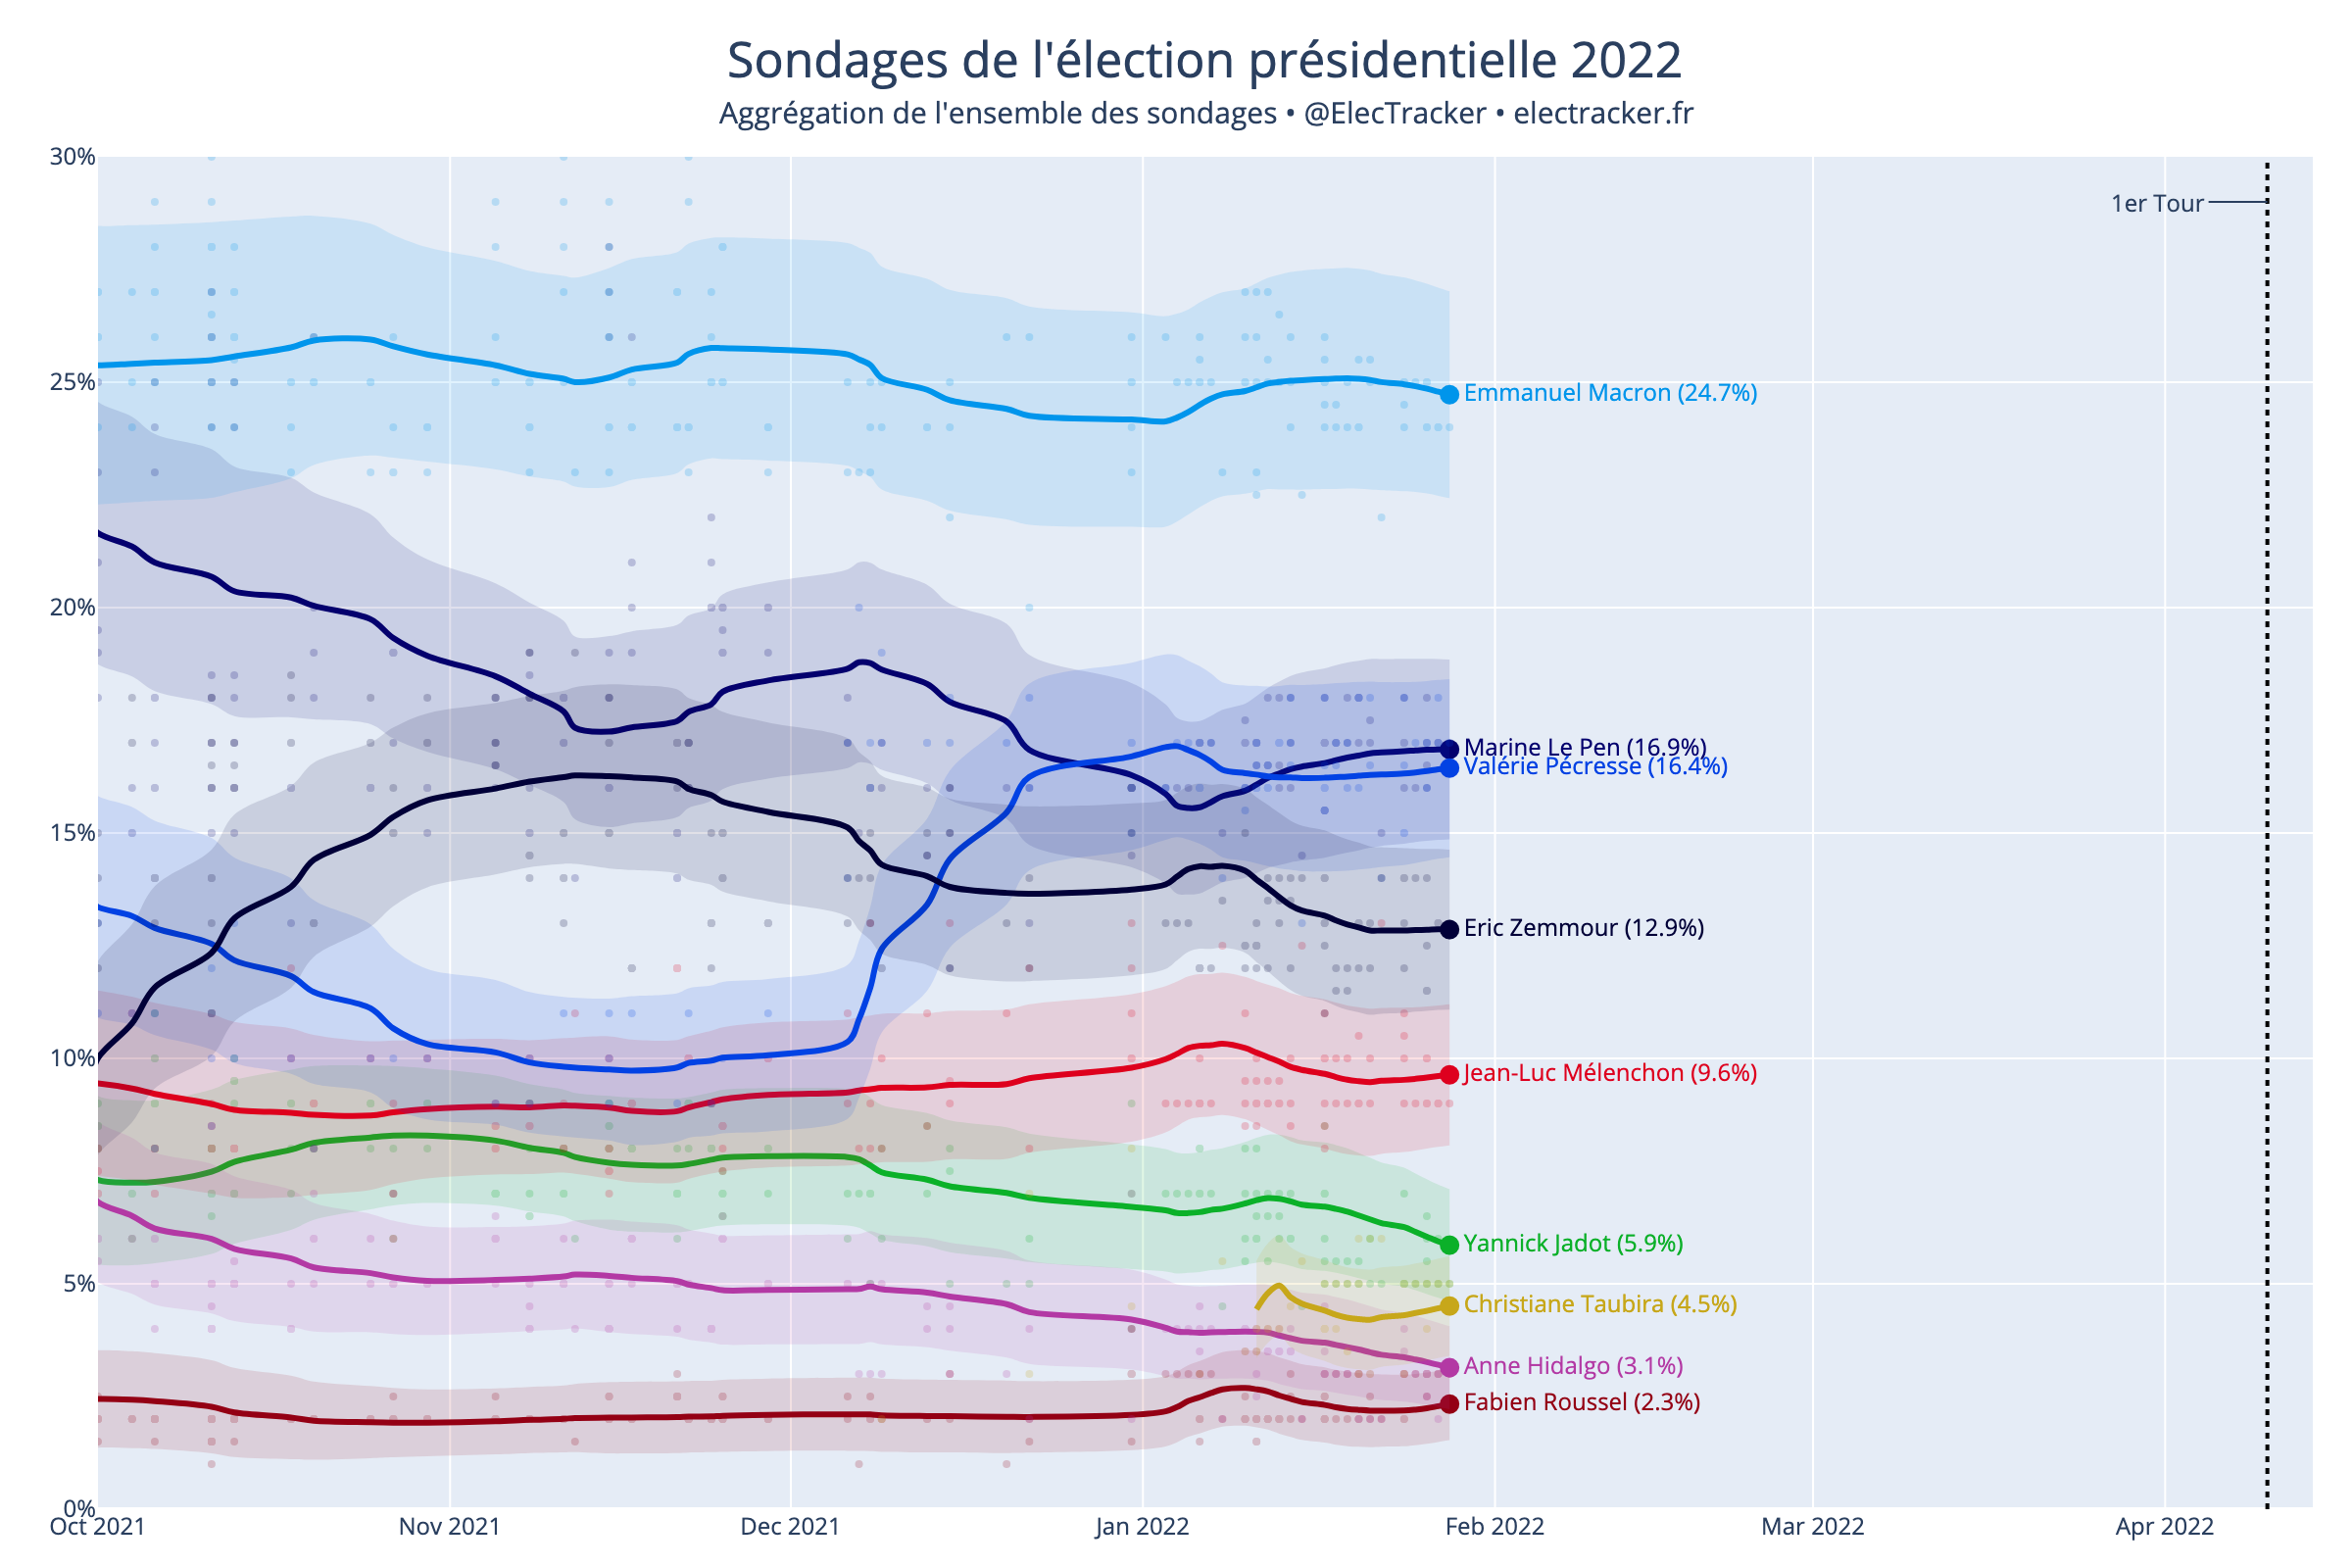 Sondages de l'élection présidentielle 2022
Aggrégation de l'ensemble des sondages • @ElecTracker • electracker.fr
30%
1er Tour
25%
Emmanuel Macron (24.7%)
20%
Marine Le Pen (16.9%)
Valérie Pécresse (16.4%)
15%
Eric Zemmour (12.9%)
10%
Jean-Luc Mélenchon (9.6%)
Yannick Jadot (5.9%)
5%
Christiane Taubira (4.5%)
Anne Hidalgo (3.1%)
Fabien Roussel (2.3%)
0%
Oct 2021 Nov 2021 Dec 2021 Jan 2022 Feb 2022 Mar 2022 Apr 2022